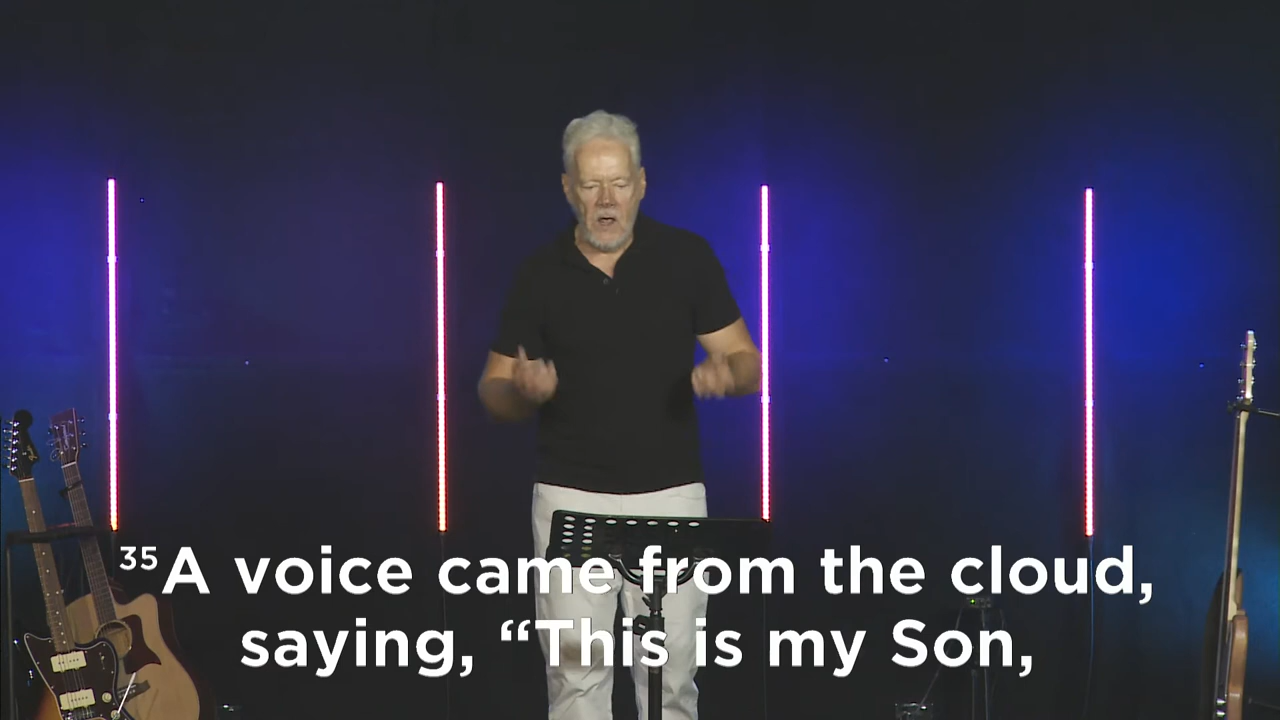 ³⁵A voice came from the cloud,
saying, “This is my Son,